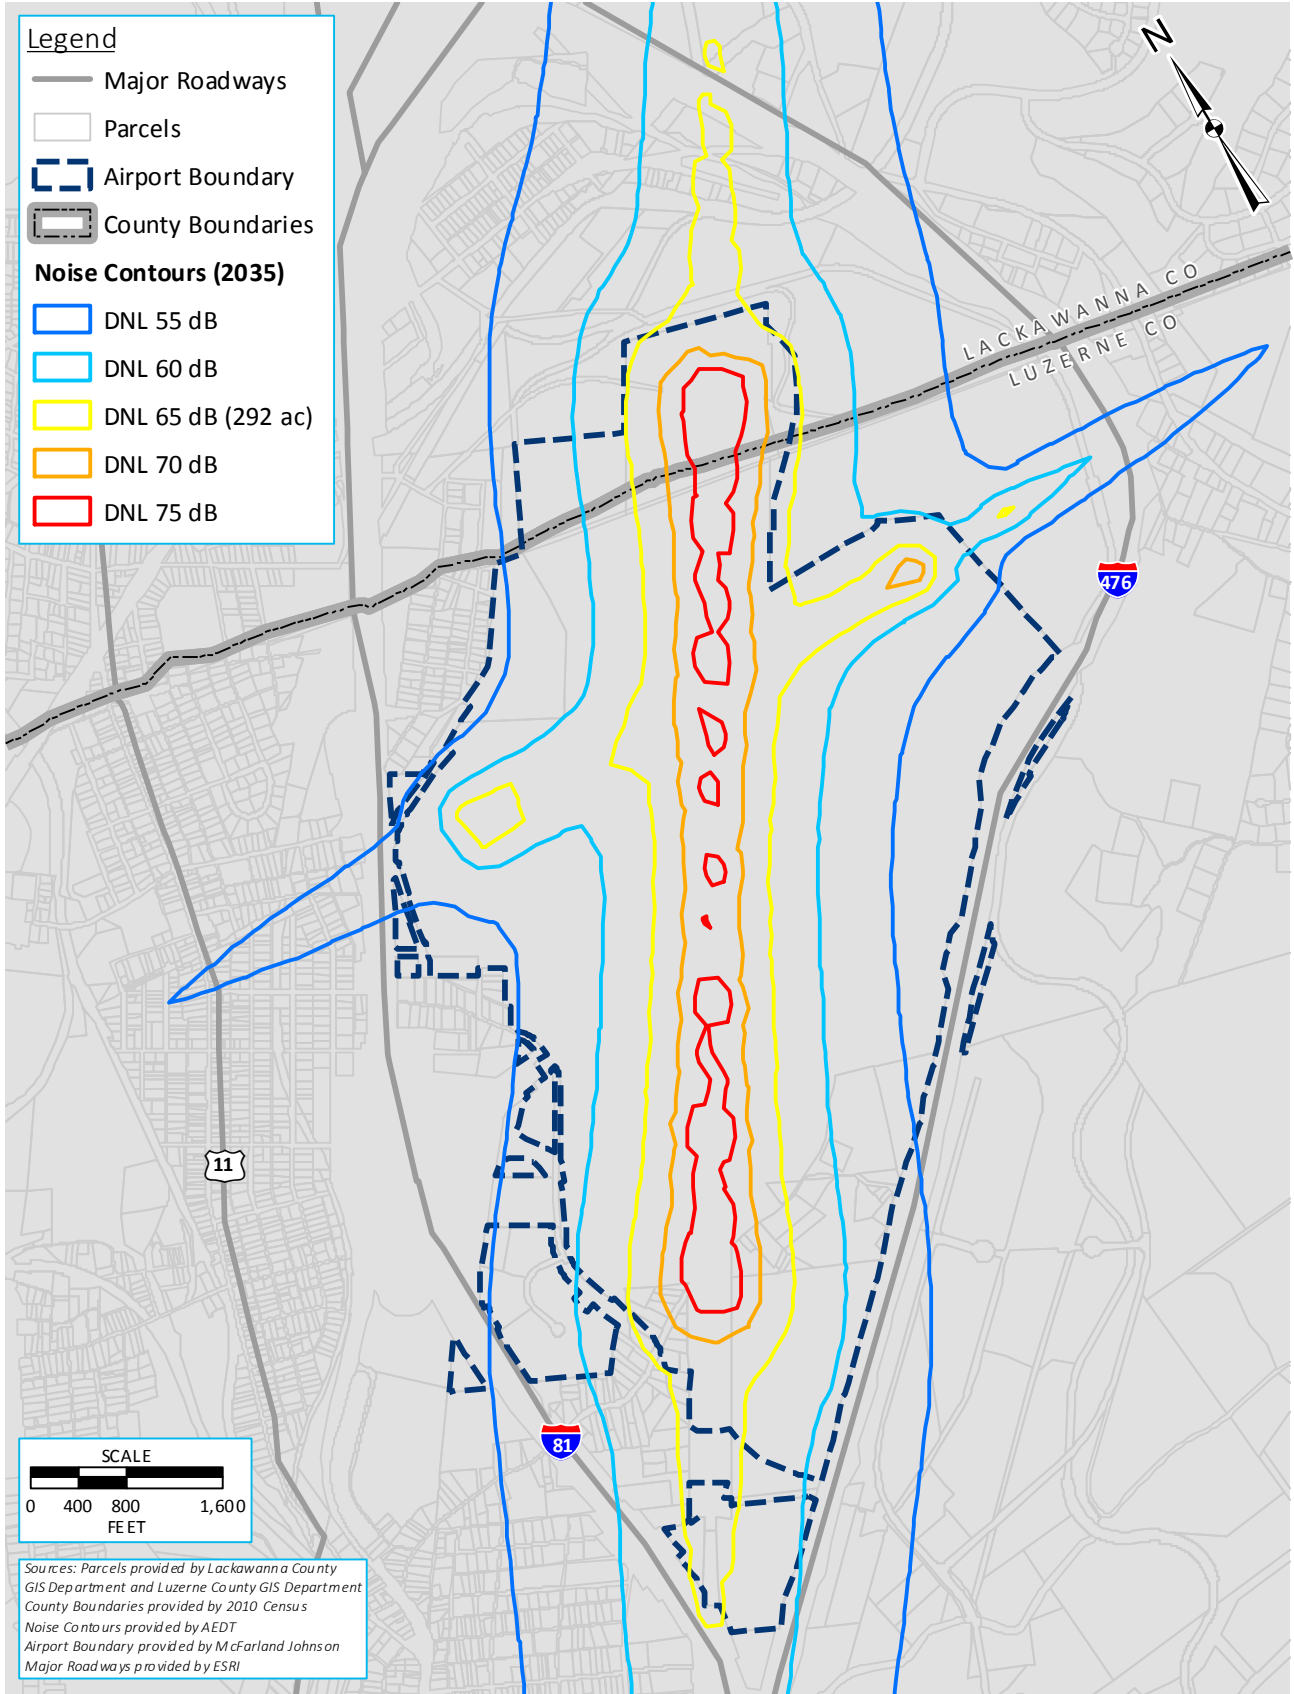 Legend
Major Roadways
Parcels
Airport Boundary
County Boundaries
Noise Contours (2035)
DNL 55 dB
DNL 60 dB
DNL 65 dB (292 ac)
DNL 70 dB
DNL 75 dB
N
LACKAWANNA CO
LUZERNE CO
476
11
81
SCALE
0 400 800 1,600
FEET
Sources: Parcels provided by Lackawanna County
GIS Department and Luzerne County GIS Department
County Boundaries provided by 2010 Census
Noise Contours provided by AEDT
Airport Boundary provided by McFarland Johnson
Major Roadways provided by ESRI